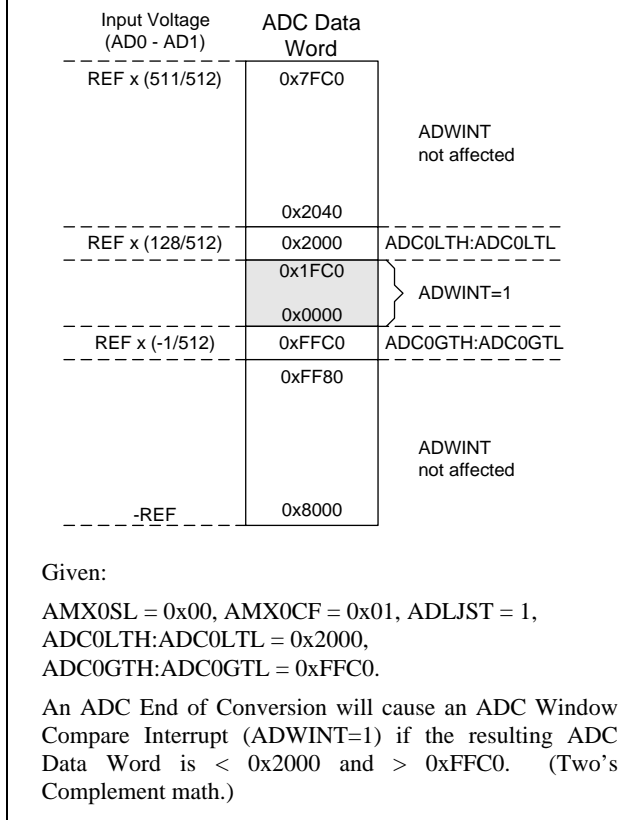 Input Voltage
(AD0 - AD1)
ADC Data
Word
REF x (511/512)
0x7FC0
ADWINT
not affected
0x2040
REF x (128/512)
0x2000
ADC0LTH:ADC0LTL
0x1FC0
ADWINT=1
0x0000
REF x (-1/512)
0xFFC0
ADC0GTH:ADC0GTL
0xFF80
ADWINT
not affected
-REF
0x8000
Given:
AMX0SL = 0x00, AMX0CF = 0x01, ADLJST = 1,
ADC0LTH:ADC0LTL = 0x2000,
ADC0GTH:ADC0GTL = 0xFFC0.
An ADC End of Conversion will cause an ADC Window
Compare Interrupt (ADWINT=1) if the resulting ADC
Data Word is < 0x2000 and > 0xFFC0. (Two's
Complement math.)